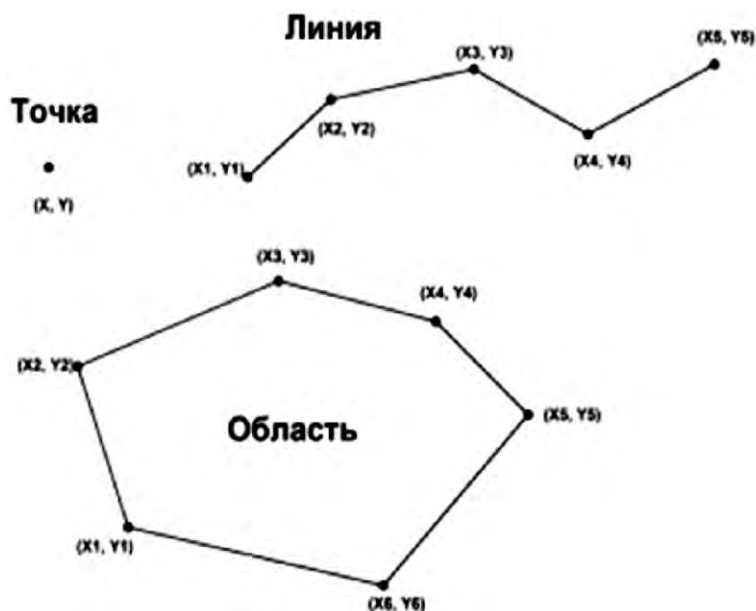 Линия
(X3, Y3)
(X5, Y5)
Точка
(X2, Y2)
(X4, Y4)
(X1, Y1)
(X, Y)
(X3, Y3)
(X4, Y4)
(X2, Y2)
Область
(X5, Y5)
(X1, Y1)
(X6, Y6)